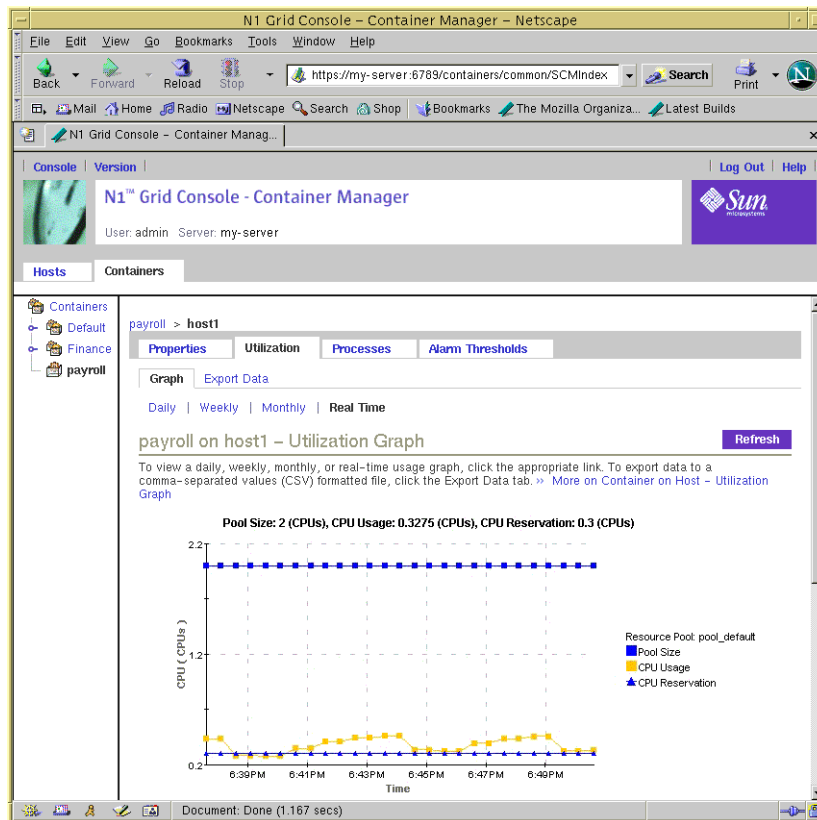 N1 Grid Console – Container Manager – Netscape
File Edit View Go Bookmarks Tools Window Help
Back Forward Reload Stop https://my-server:6789/containers/common/SCMIndex Search Print N
Mail Home Radio Netscape Search Shop Bookmarks The Mozilla Organiza... Latest Builds
N1 Grid Console – Container Manag...
Console | Version | | Log Out | Help |
N1™ Grid Console - Container Manager
Sun
microsystems
User: admin Server: my-server
Hosts Containers
Containers
Default
Finance
payroll
payroll > host1
Properties Utilization Processes Alarm Thresholds
Graph Export Data
Daily | Weekly | Monthly | Real Time
payroll on host1 – Utilization Graph Refresh
To view a daily, weekly, monthly, or real-time usage graph, click the appropriate link. To export data to a
comma-separated values (CSV) formatted file, click the Export Data tab. » More on Container on Host – Utilization
Graph
Pool Size: 2 (CPUs), CPU Usage: 0.3275 (CPUs), CPU Reservation: 0.3 (CPUs)
2.2
1.2
0.2
CPU ( CPUs )
6:39PM 6:41PM 6:43PM 6:45PM 6:47PM 6:49PM
Time
Resource Pool: pool_default
Pool Size
CPU Usage
CPU Reservation
Document: Done (1.167 secs)